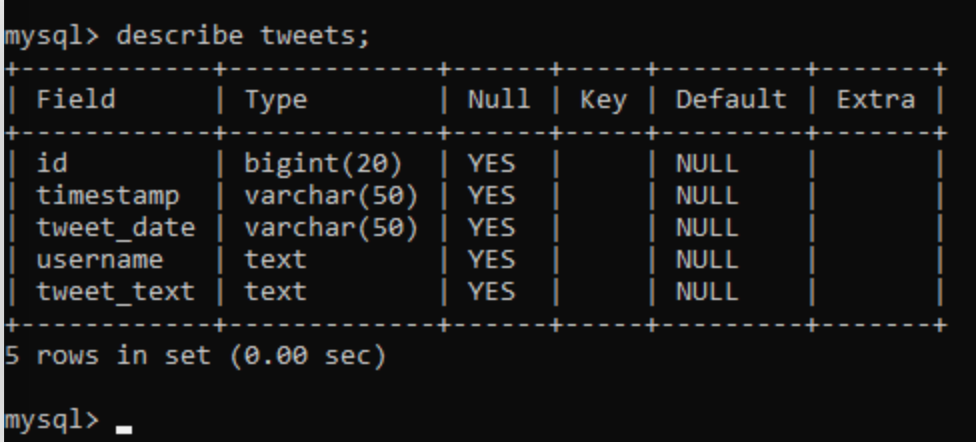 mysql> describe tweets;
+------------+-------------+------+-----+---------+-------+
| Field      | Type        | Null | Key | Default | Extra |
+------------+-------------+------+-----+---------+-------+
| id         | bigint(20)  | YES  |     | NULL    |       |
| timestamp  | varchar(50) | YES  |     | NULL    |       |
| tweet_date | varchar(50) | YES  |     | NULL    |       |
| username   | text        | YES  |     | NULL    |       |
| tweet_text | text        | YES  |     | NULL    |       |
+------------+-------------+------+-----+---------+-------+
5 rows in set (0.00 sec)
mysql> _